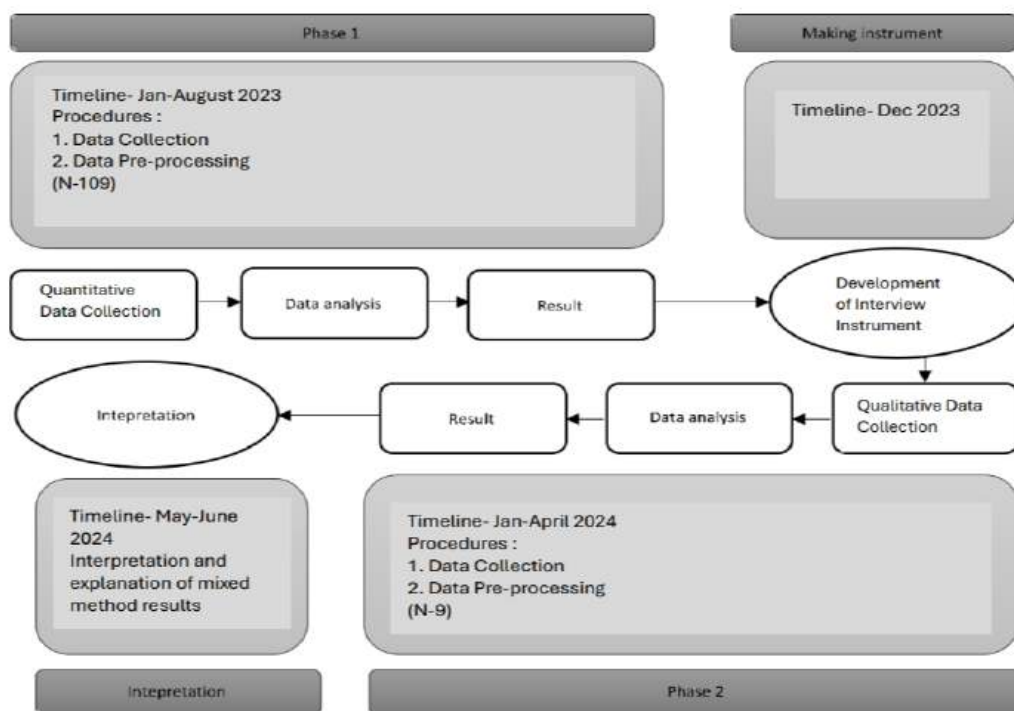 Phase 1
Making instrument
Timeline- Jan-August 2023
Procedures :
1. Data Collection
2. Data Pre-processing
(N-109)
Timeline- Dec 2023
Quantitative
Data Collection
Data analysis
Result
Development
of Interview
Instrument
Intepretation
Result
Data analysis
Qualitative Data
Collection
Timeline- May-June
2024
Interpretation and
explanation of mixed
method results
Timeline- Jan-April 2024
Procedures :
1. Data Collection
2. Data Pre-processing
(N-9)
Intepretation
Phase 2